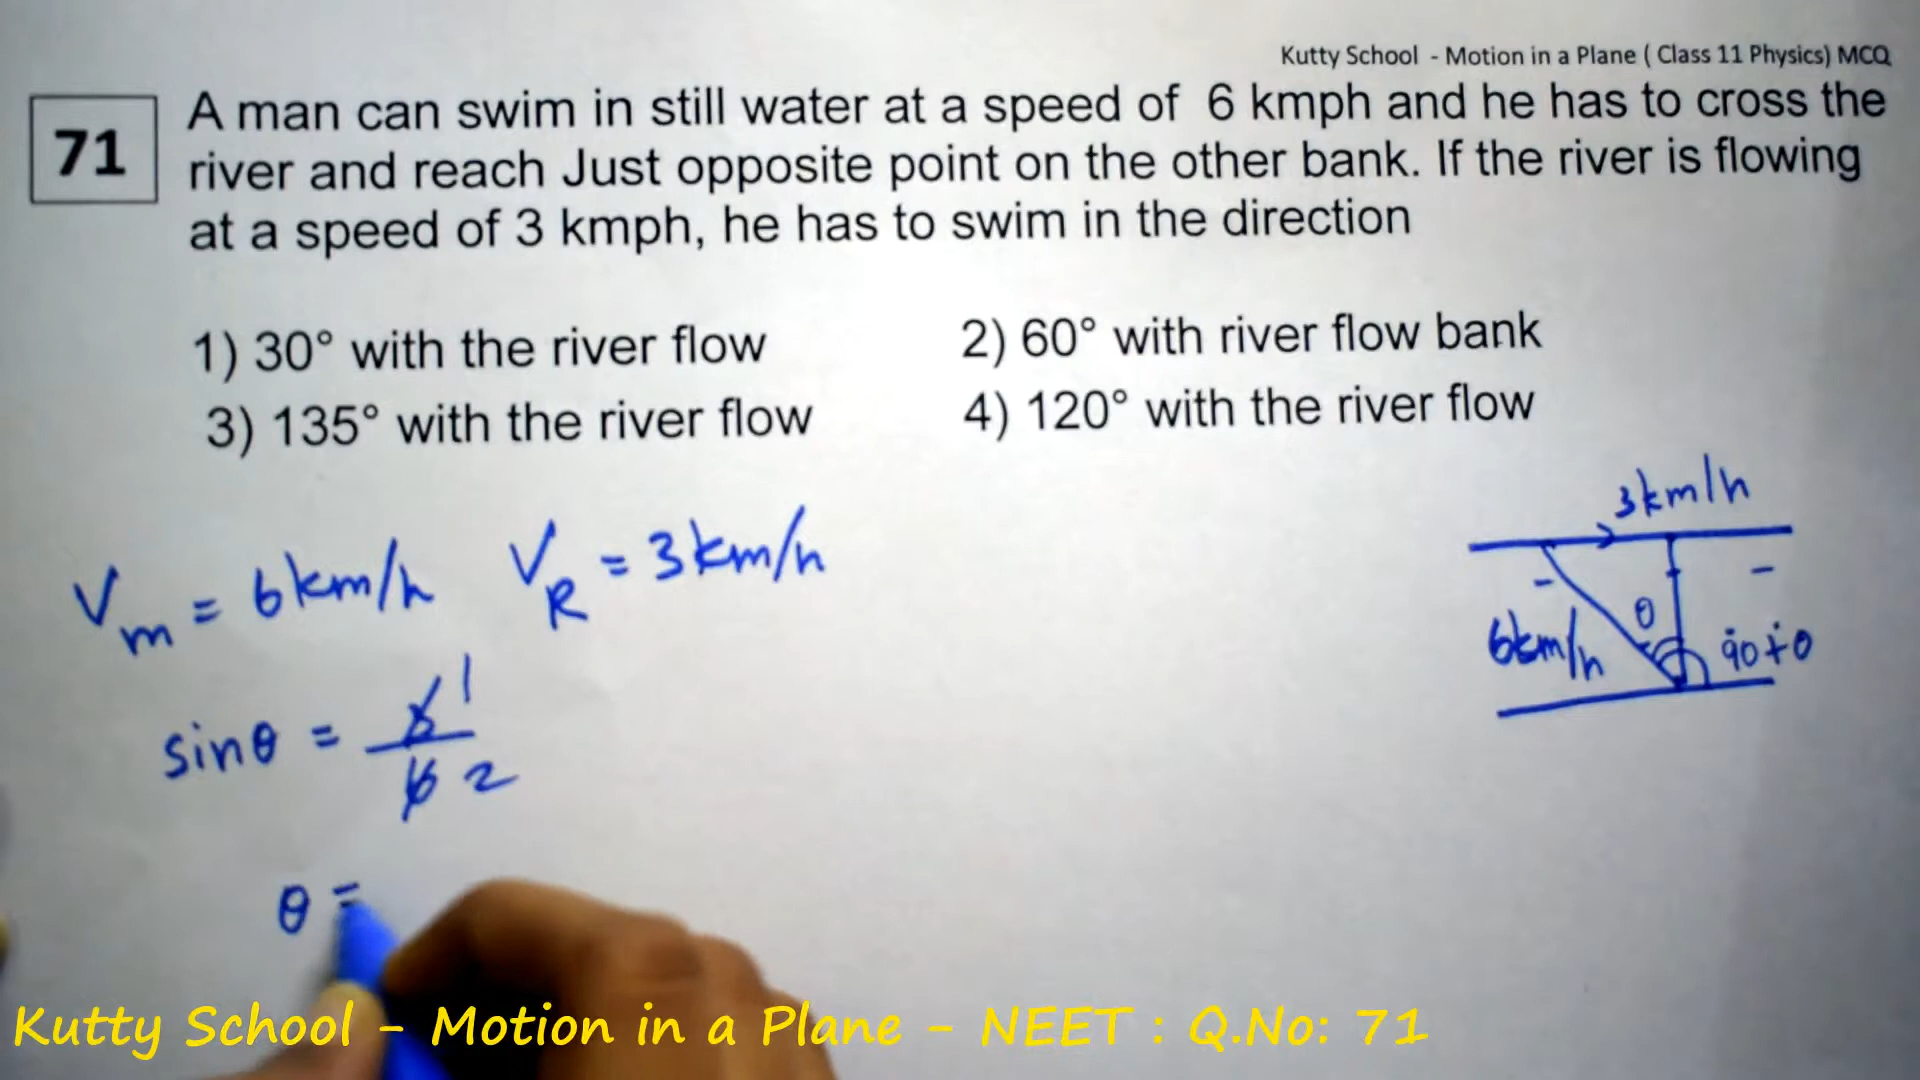 Kutty School - Motion in a Plane ( Class 11 Physics) MCQ
71
A man can swim in still water at a speed of 6 kmph and he has to cross the
river and reach Just opposite point on the other bank. If the river is flowing
at a speed of 3 kmph, he has to swim in the direction
1) 30° with the river flow
2) 60° with river flow bank
3) 135° with the river flow
4) 120° with the river flow
3km/h
Vm = 6km/h VR = 3km/h
θ
6km/h
90+θ
sinθ = 3/6 1/2
θ =
Kutty School - Motion in a Plane - NEET : Q.No: 71